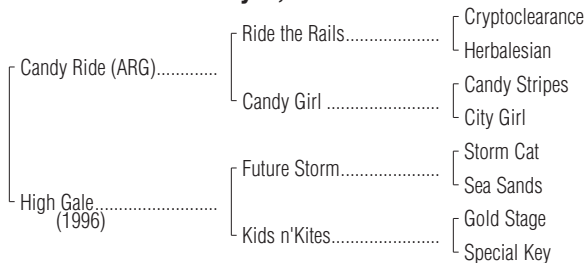 Cryptoclearance
Ride the Rails....................
Herbalesian
Candy Ride (ARG).............
Candy Stripes
Candy Girl ........................
City Girl
Storm Cat
Future Storm.....................
Sea Sands
High Gale..........................
(1996)
Gold Stage
Kids n'Kites.......................
Special Key